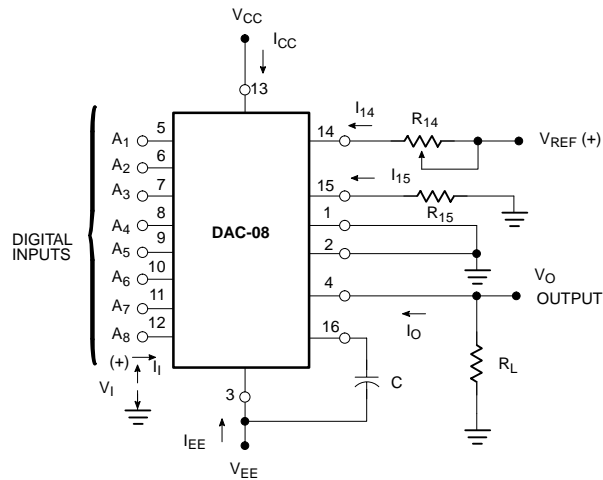 VCC
ICC
13
I14
R14
VREF (+)
DIGITAL
INPUTS
A1 5
A2 6
A3 7
A4 8
A5 9
A6 10
A7 11
A8 12
DAC-08
14
15
1
2
4
16
I15
R15
VO
OUTPUT
IO
RL
C
(+)
II
VI
3
IEE
VEE